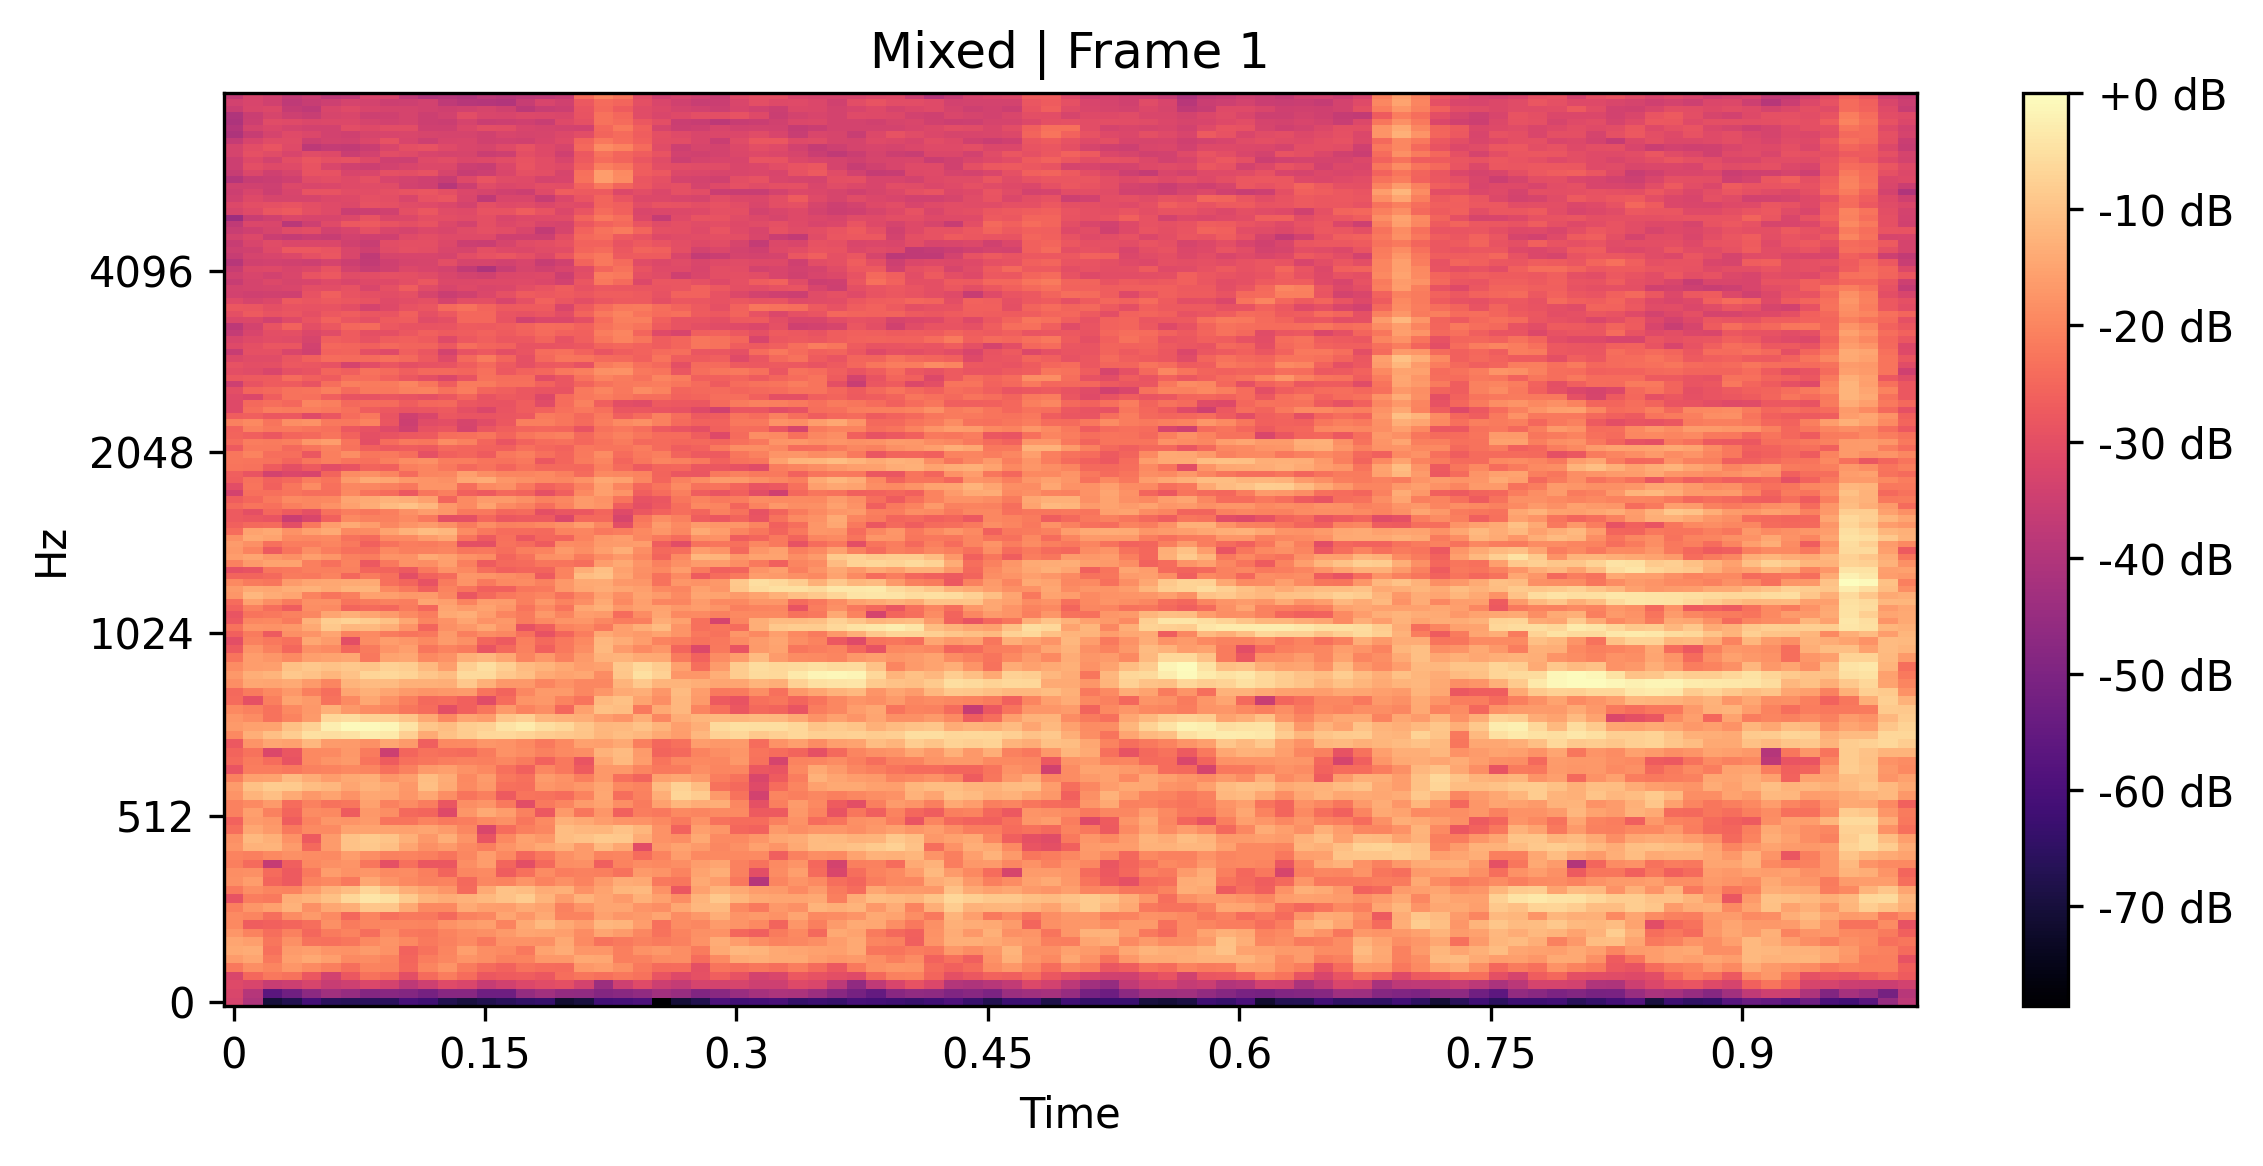 Mixed | Frame 1
+0 dB
-10 dB
-20 dB
-30 dB
-40 dB
-50 dB
-60 dB
-70 dB
Hz
4096
2048
1024
512
0
0 0.15 0.3 0.45 0.6 0.75 0.9
Time